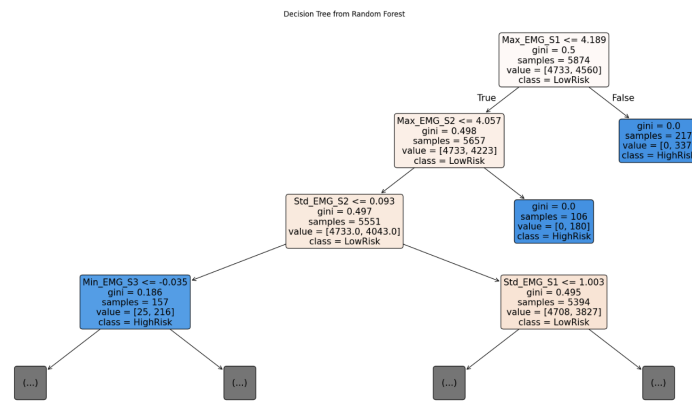 Decision Tree from Random Forest
Max_EMG_S1 <= 4.189
gini = 0.5
samples = 5874
value = [4733, 4560]
class = LowRisk
True
False
Max_EMG_S2 <= 4.057
gini = 0.498
samples = 5657
value = [4733, 4223]
class = LowRisk
gini = 0.0
samples = 217
value = [0, 337
class = HighRisk
Std_EMG_S2 <= 0.093
gini = 0.497
samples = 5551
value = [4733.0, 4043.0]
class = LowRisk
gini = 0.0
samples = 106
value = [0, 180]
class = HighRisk
Min_EMG_S3 <= -0.035
gini = 0.186
samples = 157
value = [25, 216]
class = HighRisk
Std_EMG_S1 <= 1.003
gini = 0.495
samples = 5394
value = [4708, 3827]
class = LowRisk
(...)
(...)
(...)
(...)